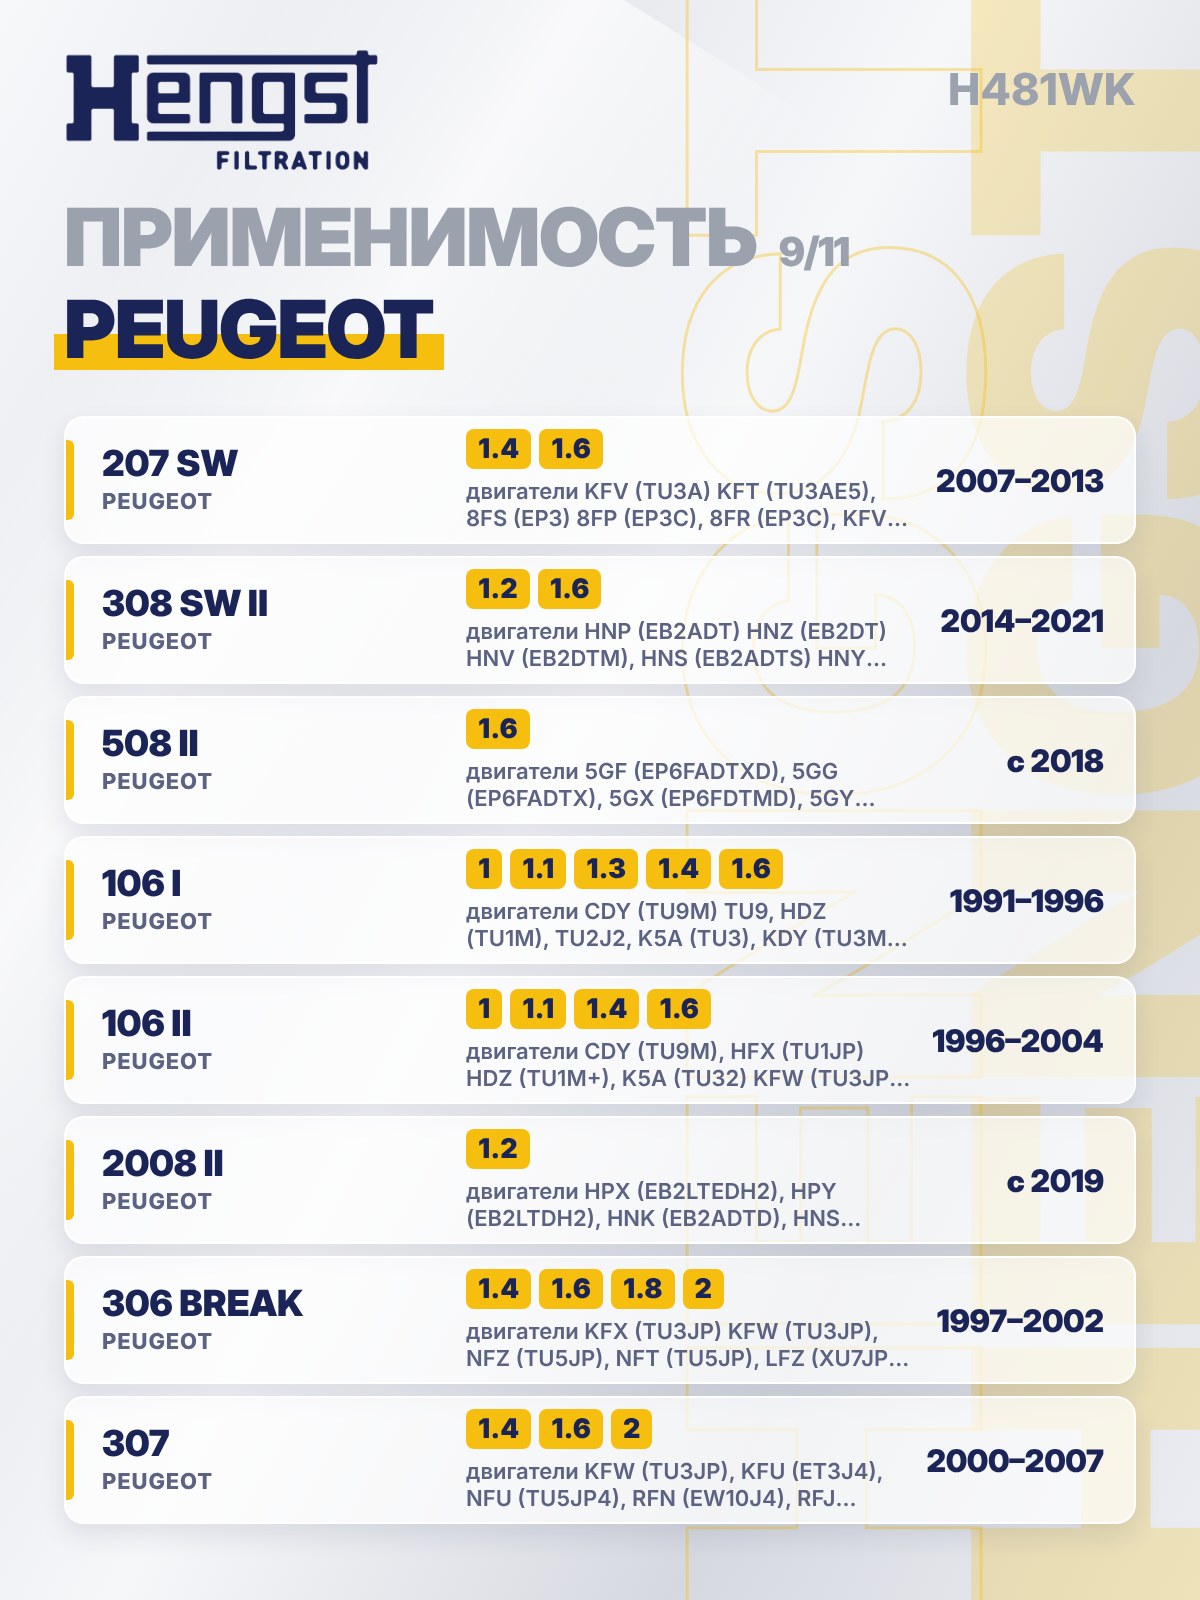 Hengst
FILTRATION
H481WK
ПРИМЕНИМОСТЬ 9/11
PEUGEOT
207 SW
PEUGEOT
1.4 1.6
двигатели KFV (TU3A) KFT (TU3AE5),
8FS (EP3) 8FP (EP3C), 8FR (EP3C), KFV...
2007–2013
308 SW II
PEUGEOT
1.2 1.6
двигатели HNP (EB2ADT) HNZ (EB2DT)
HNV (EB2DTM), HNS (EB2ADTS) HNY...
2014–2021
508 II
PEUGEOT
1.6
двигатели 5GF (EP6FADTXD), 5GG
(EP6FADTX), 5GX (EP6FDTMD), 5GY...
с 2018
106 I
PEUGEOT
1 1.1 1.3 1.4 1.6
двигатели CDY (TU9M) TU9, HDZ
(TU1M), TU2J2, K5A (TU3), KDY (TU3M...
1991–1996
106 II
PEUGEOT
1 1.1 1.4 1.6
двигатели CDY (TU9M), HFX (TU1JP)
HDZ (TU1M+), K5A (TU32) KFW (TU3JP...
1996–2004
2008 II
PEUGEOT
1.2
двигатели HPX (EB2LTEDH2), HPY
(EB2LTDH2), HNK (EB2ADTD), HNS...
с 2019
306 BREAK
PEUGEOT
1.4 1.6 1.8 2
двигатели KFX (TU3JP) KFW (TU3JP),
NFZ (TU5JP), NFT (TU5JP), LFZ (XU7JP...
1997–2002
307
PEUGEOT
1.4 1.6 2
двигатели KFW (TU3JP), KFU (ET3J4),
NFU (TU5JP4), RFN (EW10J4), RFJ...
2000–2007